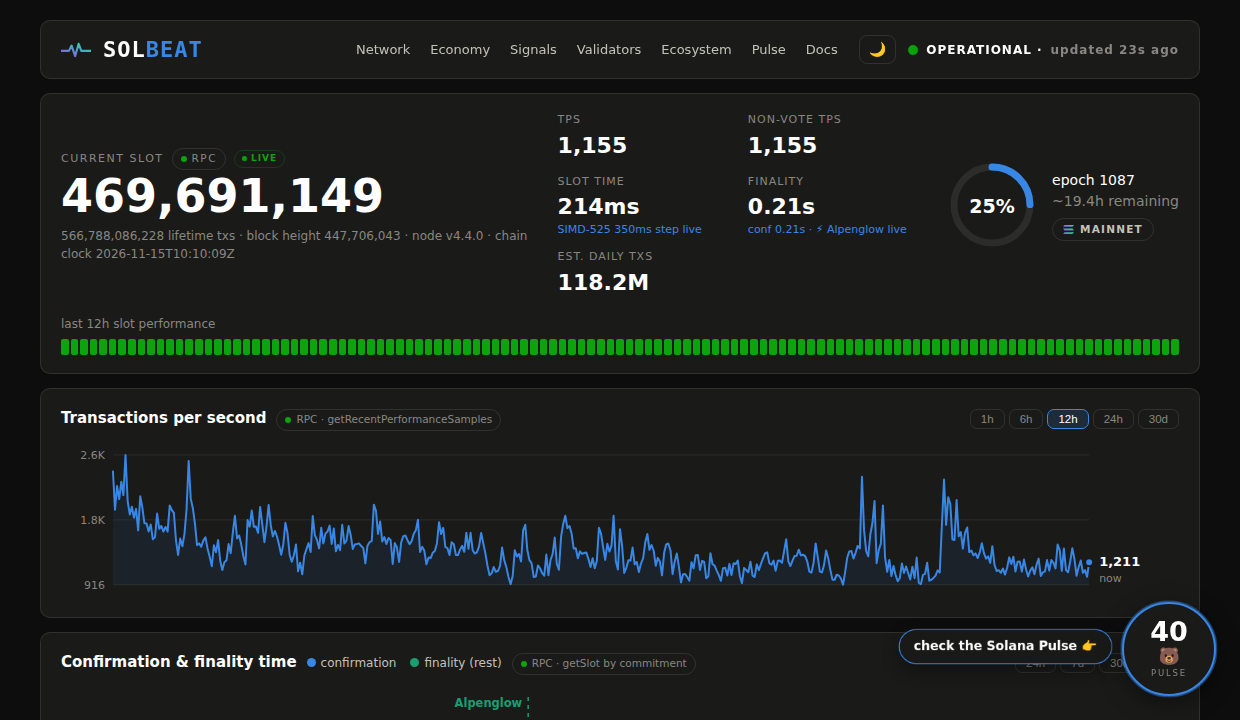 SOLBEAT
Network Economy Signals Validators Ecosystem Pulse Docs 🌙 OPERATIONAL · updated 23s ago
CURRENT SLOT RPC LIVE
469,691,149
566,788,086,228 lifetime txs · block height 447,706,043 · node v4.4.0 · chain
clock 2026-11-15T10:10:09Z
TPS
1,155
NON-VOTE TPS
1,155
SLOT TIME
214ms
SIMD-525 350ms step live
FINALITY
0.21s
conf 0.21s · ⚡ Alpenglow live
EST. DAILY TXS
118.2M
25%
epoch 1087
~19.4h remaining
MAINNET
last 12h slot performance
Transactions per second RPC · getRecentPerformanceSamples
1h 6h 12h 24h 30d
2.6K
1.8K
916
1,211
now
Confirmation & finality time confirmation finality (rest) RPC · getSlot by commitment
check the Solana Pulse 👉
40
🐻
PULSE
Alpenglow